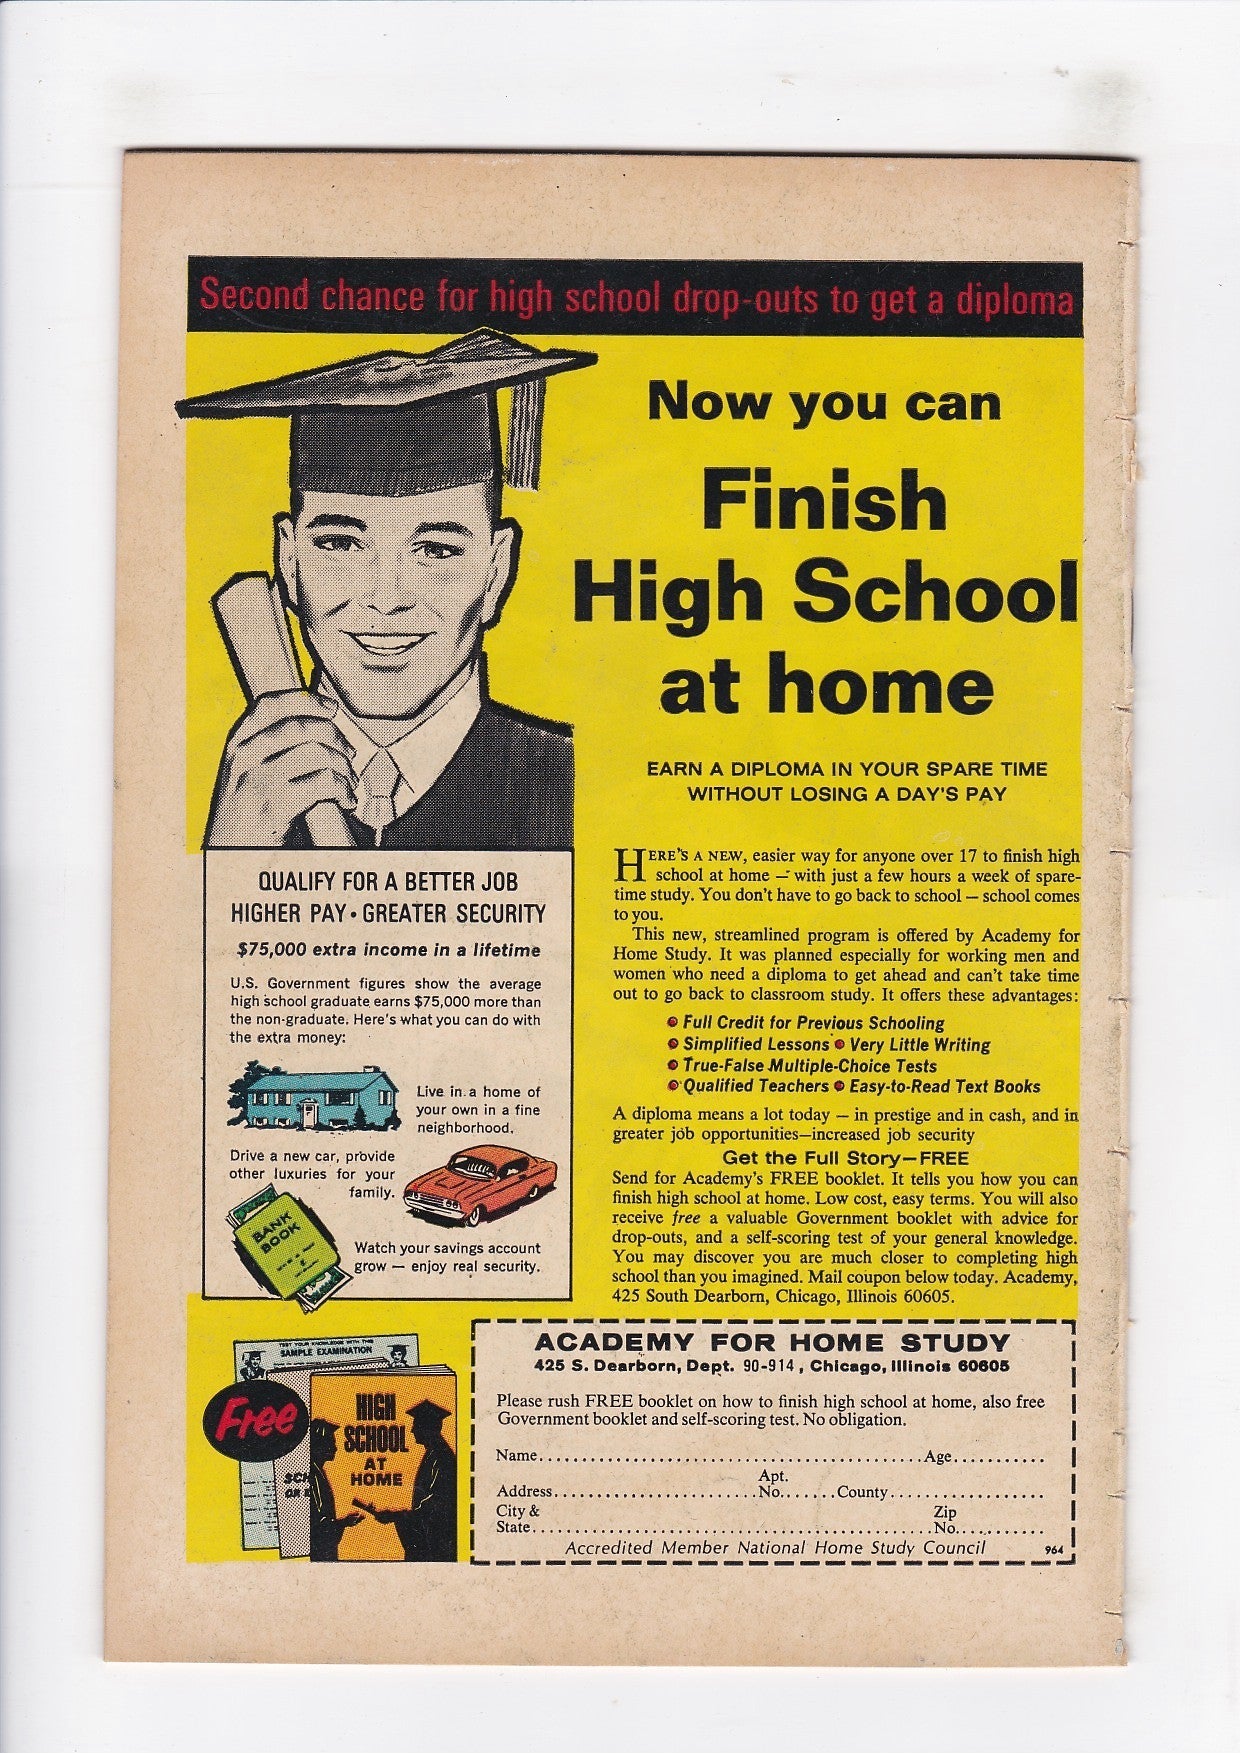 Second chance for high school drop-outs to get a diploma
Now you can
Finish
High School
at home
EARN A DIPLOMA IN YOUR SPARE TIME
WITHOUT LOSING A DAY'S PAY
HERE'S A NEW, easier way for anyone over 17 to finish high
school at home — with just a few hours a week of spare-
time study. You don't have to go back to school — school comes
to you.
This new, streamlined program is offered by Academy for
Home Study. It was planned especially for working men and
women who need a diploma to get ahead and can't take time
out to go back to classroom study. It offers these advantages:
● Full Credit for Previous Schooling
● Simplified Lessons ● Very Little Writing
● True-False Multiple-Choice Tests
● Qualified Teachers ● Easy-to-Read Text Books
A diploma means a lot today — in prestige and in cash, and in
greater job opportunities—increased job security
Get the Full Story—FREE
Send for Academy's FREE booklet. It tells you how you can
finish high school at home. Low cost, easy terms. You will also
receive free a valuable Government booklet with advice for
drop-outs, and a self-scoring test of your general knowledge.
You may discover you are much closer to completing high
school than you imagined. Mail coupon below today. Academy,
425 South Dearborn, Chicago, Illinois 60605.
QUALIFY FOR A BETTER JOB
HIGHER PAY • GREATER SECURITY
$75,000 extra income in a lifetime
U.S. Government figures show the average
high school graduate earns $75,000 more than
the non-graduate. Here's what you can do with
the extra money:
Live in a home of
your own in a fine
neighborhood.
Drive a new car, provide
other luxuries for your
family.
BANK
BOOK
Watch your savings account
grow — enjoy real security.
TEST YOUR KNOWLEDGE WITH THIS
SAMPLE EXAMINATION
Free
HIGH
SCHOOL
AT
HOME
ACADEMY FOR HOME STUDY
425 S. Dearborn, Dept. 90-914, Chicago, Illinois 60605
Please rush FREE booklet on how to finish high school at home, also free
Government booklet and self-scoring test. No obligation.
Name.............................................Age...........
Apt.
Address........................No.......County...................
City & Zip
State.................................................No...........
Accredited Member National Home Study Council 964